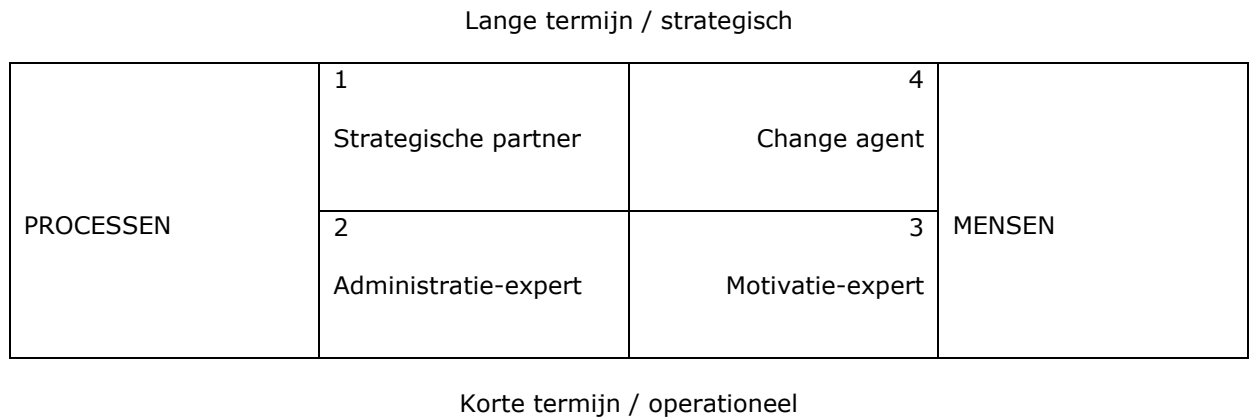 Lange termijn / strategisch
1
4
Strategische partner
Change agent
PROCESSEN
MENSEN
2
3
Administratie-expert
Motivatie-expert
Korte termijn / operationeel